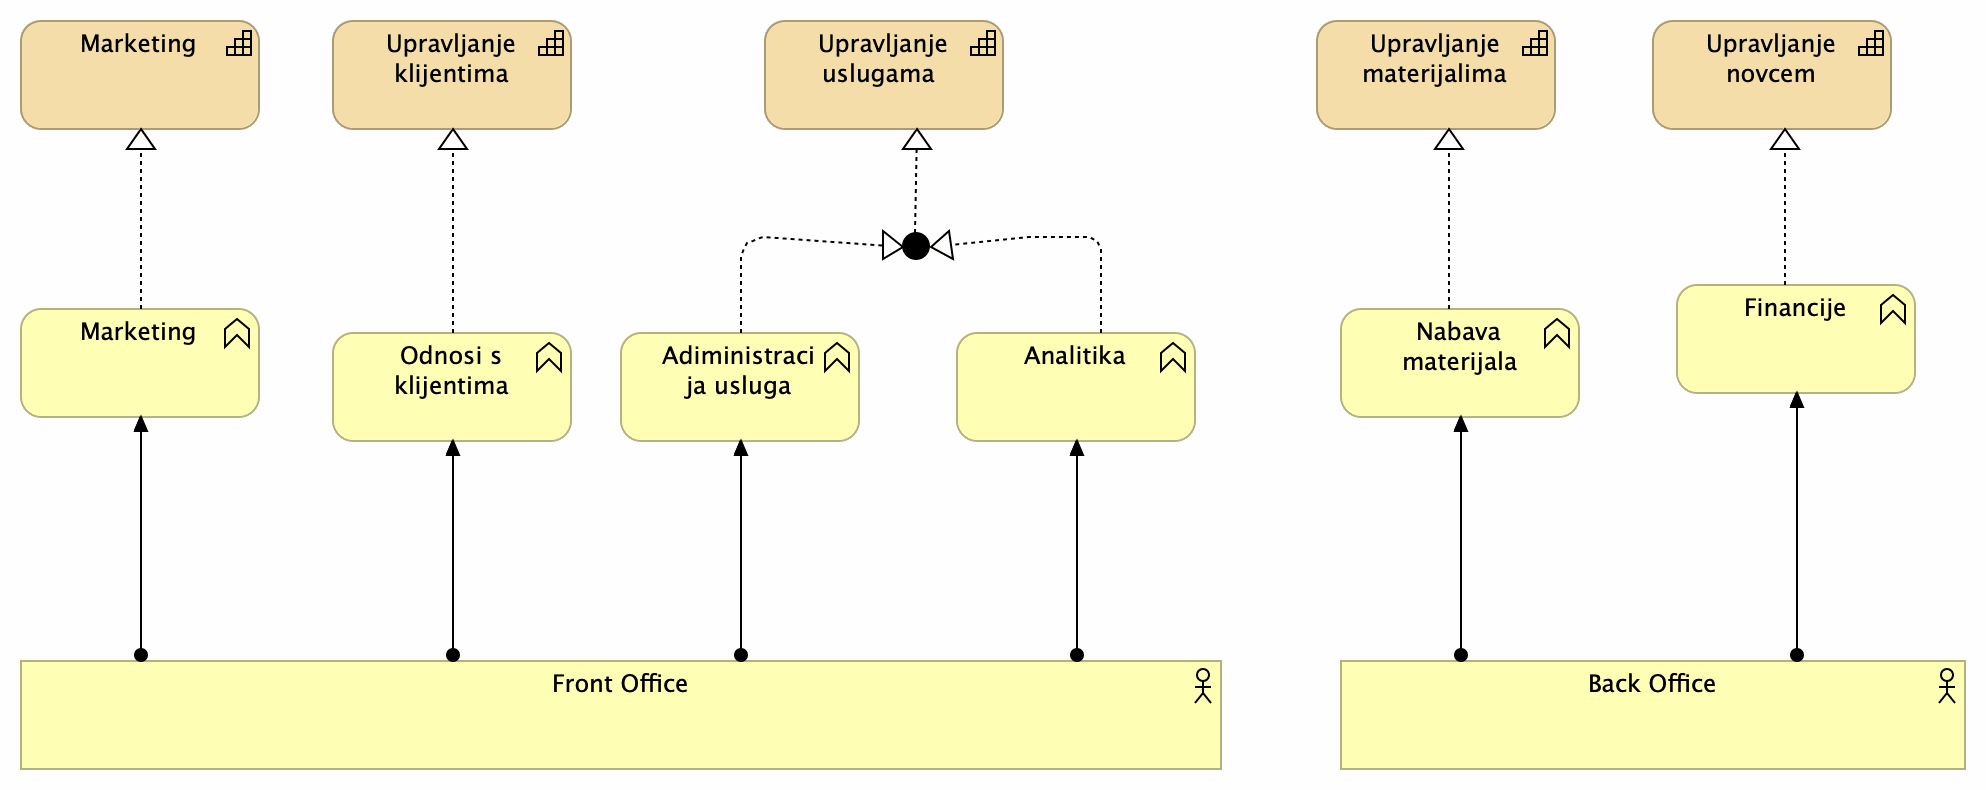 Marketing
Upravljanje
klijentima
Upravljanje
uslugama
Upravljanje
materijalima
Upravljanje
novcem
Marketing
Odnosi s
klijentima
Adiministraci
ja usluga
Analitika
Nabava
materijala
Financije
Front Office
Back Office